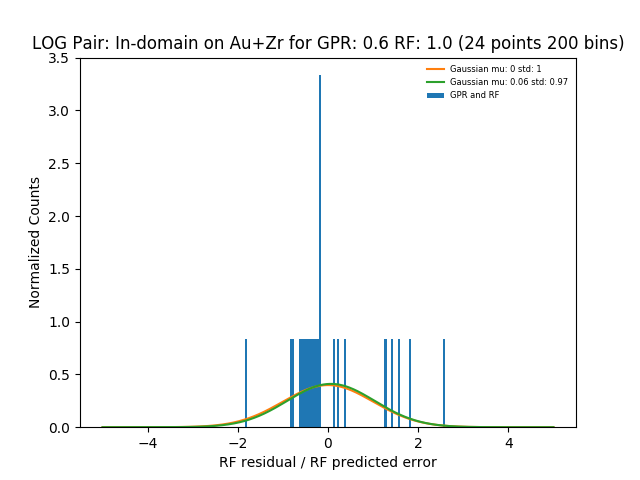 LOG Pair: In-domain on Au+Zr for GPR: 0.6 RF: 1.0 (24 points 200 bins)
3.5
3.0
2.5
2.0
1.5
1.0
0.5
0.0
Normalized Counts
Gaussian mu: 0 std: 1
Gaussian mu: 0.06 std: 0.97
GPR and RF
−4
−2
0
2
4
RF residual / RF predicted error